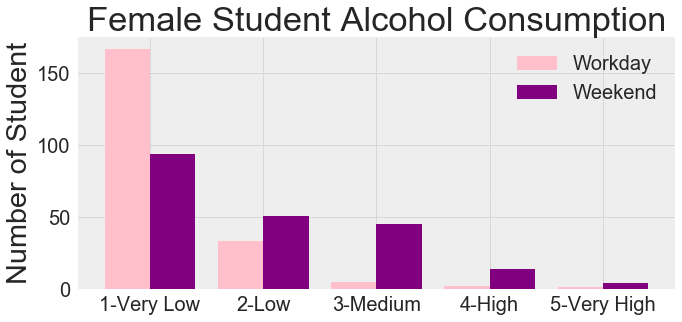 Female Student Alcohol Consumption
Number of Student
150
100
50
0
Workday
Weekend
1-Very Low 2-Low 3-Medium 4-High 5-Very High